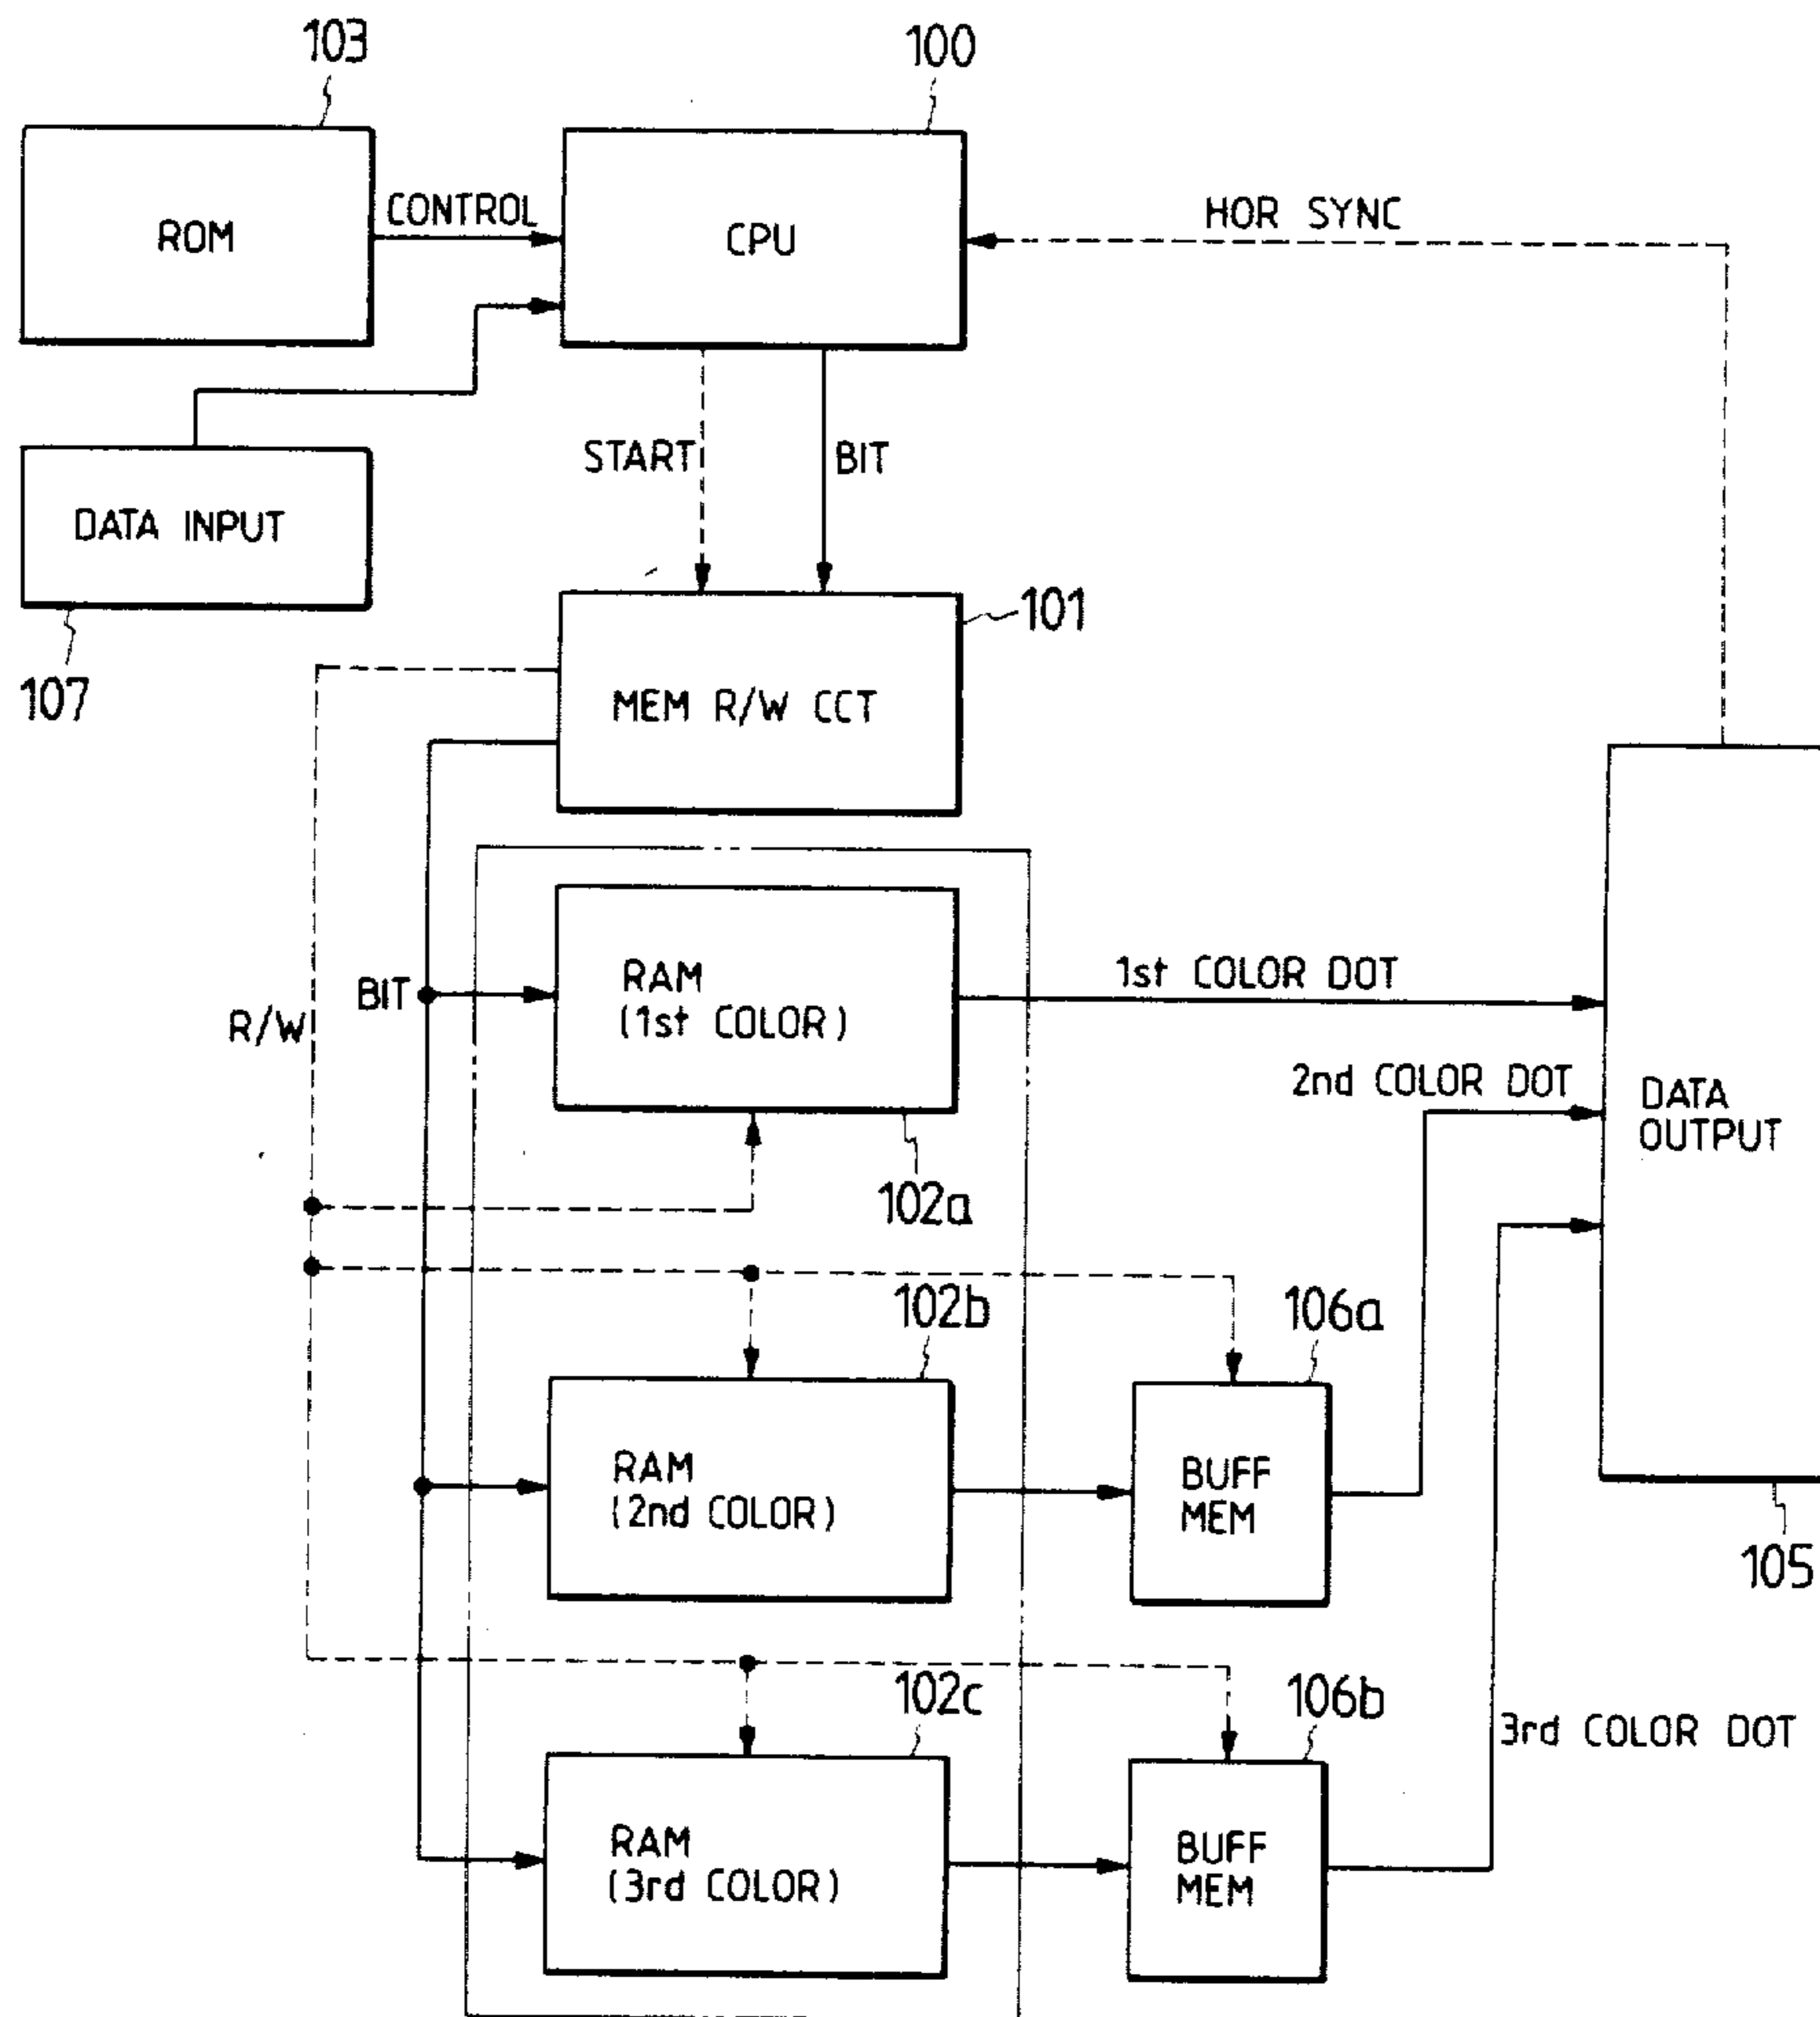 103
100
ROM
CONTROL
CPU
HOR SYNC
DATA INPUT
START
BIT
107
101
MEM R/W CCT
RAM
(1st COLOR)
1st COLOR DOT
BIT
R/W
2nd COLOR DOT
DATA
OUTPUT
102a
102b
106a
RAM
(2nd COLOR)
BUFF
MEM
105
102c
106b
3rd COLOR DOT
RAM
(3rd COLOR)
BUFF
MEM